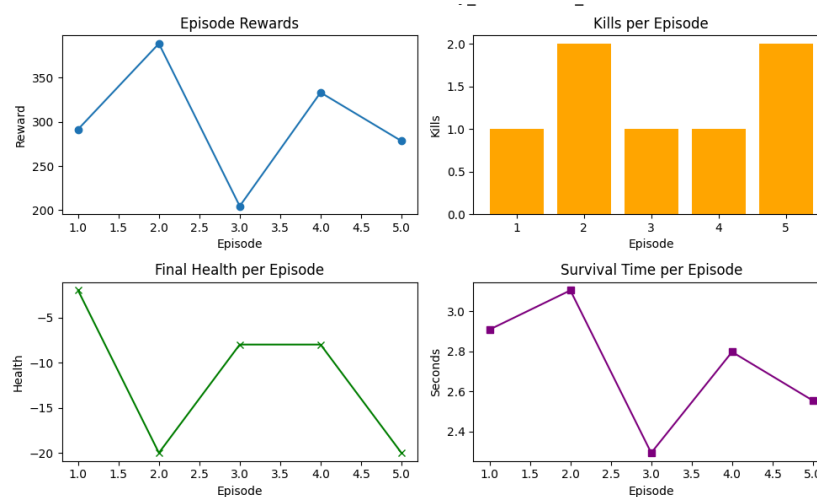 Episode Rewards
Reward
350
300
250
200
1.0 1.5 2.0 2.5 3.0 3.5 4.0 4.5 5.0
Episode
Kills per Episode
Kills
2.0
1.5
1.0
0.5
0.0
1 2 3 4 5
Episode
Final Health per Episode
Health
−5
−10
−15
−20
1.0 1.5 2.0 2.5 3.0 3.5 4.0 4.5 5.0
Episode
Survival Time per Episode
Seconds
3.0
2.8
2.6
2.4
1.0 1.5 2.0 2.5 3.0 3.5 4.0 4.5 5.0
Episode